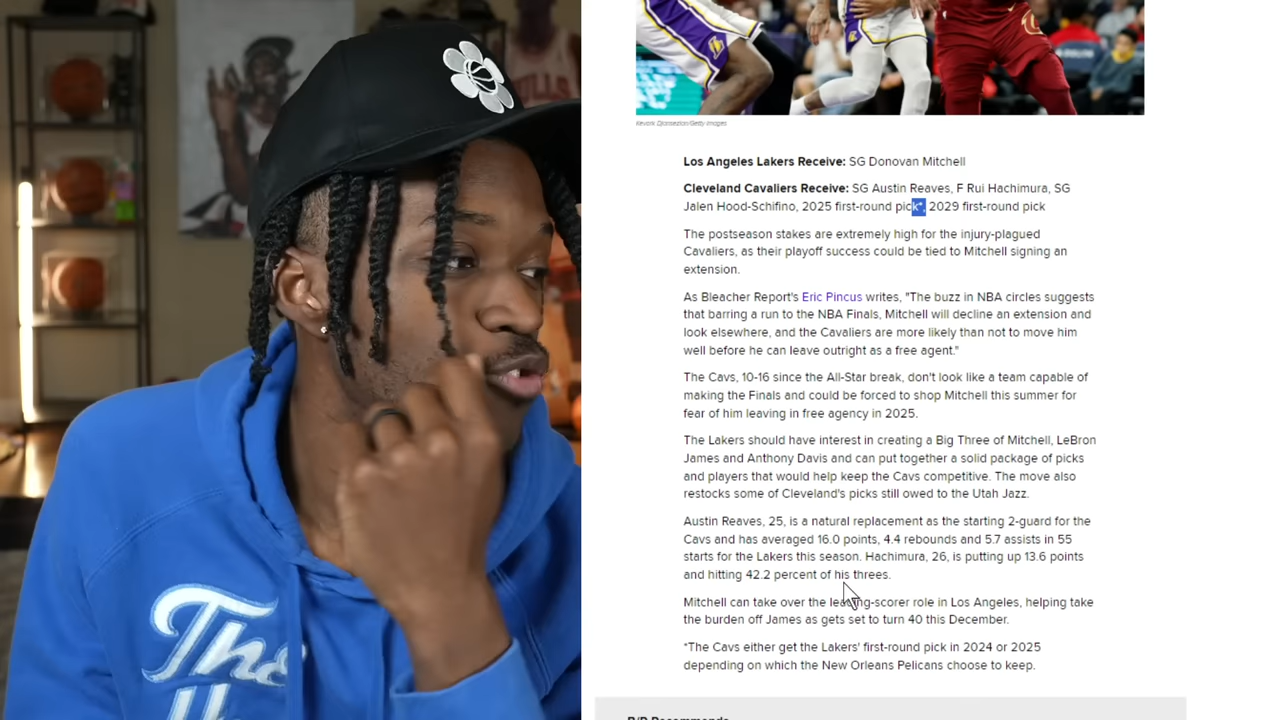 BULLS
Kevork Djansezian/Getty Images
Los Angeles Lakers Receive: SG Donovan Mitchell
Cleveland Cavaliers Receive: SG Austin Reaves, F Rui Hachimura, SG
Jalen Hood-Schifino, 2025 first-round pick*, 2029 first-round pick
The postseason stakes are extremely high for the injury-plagued
Cavaliers, as their playoff success could be tied to Mitchell signing an
extension.
As Bleacher Report's Eric Pincus writes, "The buzz in NBA circles suggests
that barring a run to the NBA Finals, Mitchell will decline an extension and
look elsewhere, and the Cavaliers are more likely than not to move him
well before he can leave outright as a free agent."
The Cavs, 10-16 since the All-Star break, don't look like a team capable of
making the Finals and could be forced to shop Mitchell this summer for
fear of him leaving in free agency in 2025.
The Lakers should have interest in creating a Big Three of Mitchell, LeBron
James and Anthony Davis and can put together a solid package of picks
and players that would help keep the Cavs competitive. The move also
restocks some of Cleveland's picks still owed to the Utah Jazz.
Austin Reaves, 25, is a natural replacement as the starting 2-guard for the
Cavs and has averaged 16.0 points, 4.4 rebounds and 5.7 assists in 55
starts for the Lakers this season. Hachimura, 26, is putting up 13.6 points
and hitting 42.2 percent of his threes.
Mitchell can take over the leading-scorer role in Los Angeles, helping take
the burden off James as gets set to turn 40 this December.
*The Cavs either get the Lakers' first-round pick in 2024 or 2025
depending on which the New Orleans Pelicans choose to keep.
B/R Recommends
The